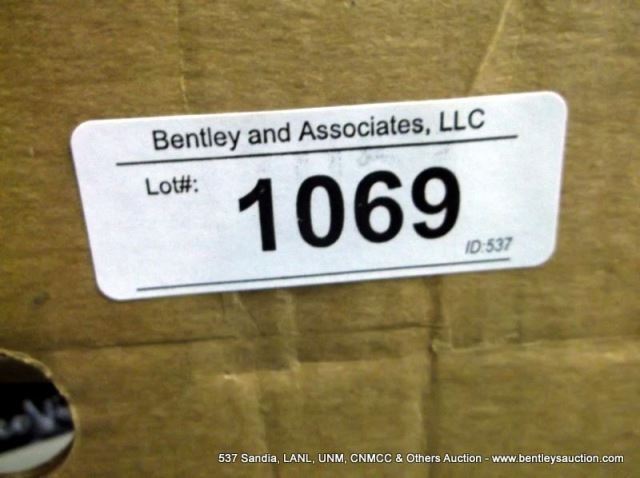 Bentley and Associates, LLC
Lot#: 1069
ID:537
537 Sandia, LANL, UNM, CNMCC & Others Auction - www.bentleysauction.com